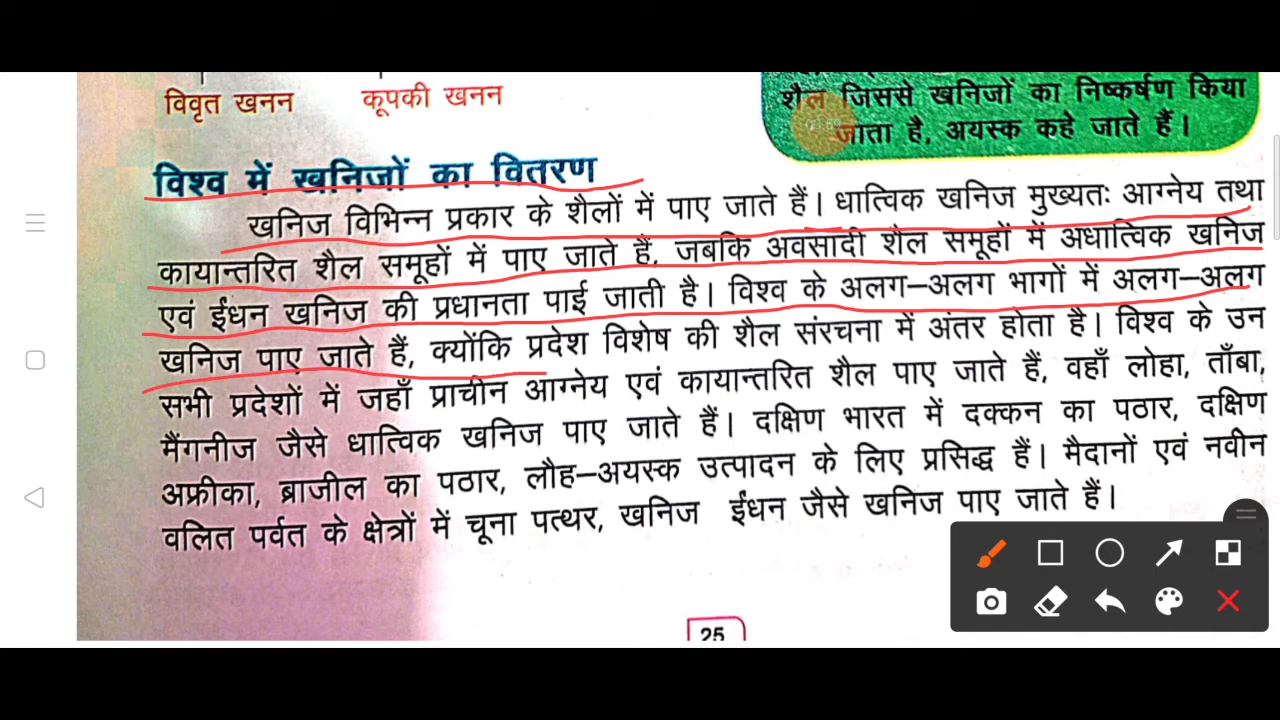 विवृत खनन
कूपकी खनन
शैल जिससे खनिजों का निष्कर्षण किया
जाता है, अयस्क कहे जाते हैं।
विश्व में खनिजों का वितरण
खनिज विभिन्न प्रकार के शैलों में पाए जाते हैं। धात्विक खनिज मुख्यतः आग्नेय तथा
कायान्तरित शैल समूहों में पाए जाते हैं, जबकि अवसादी शैल समूहों में अधात्विक खनिज
एवं ईंधन खनिज की प्रधानता पाई जाती है। विश्व के अलग–अलग भागों में अलग–अलग
खनिज पाए जाते हैं, क्योंकि प्रदेश विशेष की शैल संरचना में अंतर होता है। विश्व के उन
सभी प्रदेशों में जहाँ प्राचीन आग्नेय एवं कायान्तरित शैल पाए जाते हैं, वहाँ लोहा, ताँबा,
मैंगनीज जैसे धात्विक खनिज पाए जाते हैं। दक्षिण भारत में दक्कन का पठार, दक्षिण
अफ्रीका, ब्राजील का पठार, लौह–अयस्क उत्पादन के लिए प्रसिद्ध हैं। मैदानों एवं नवीन
वलित पर्वत के क्षेत्रों में चूना पत्थर, खनिज ईंधन जैसे खनिज पाए जाते हैं।
25